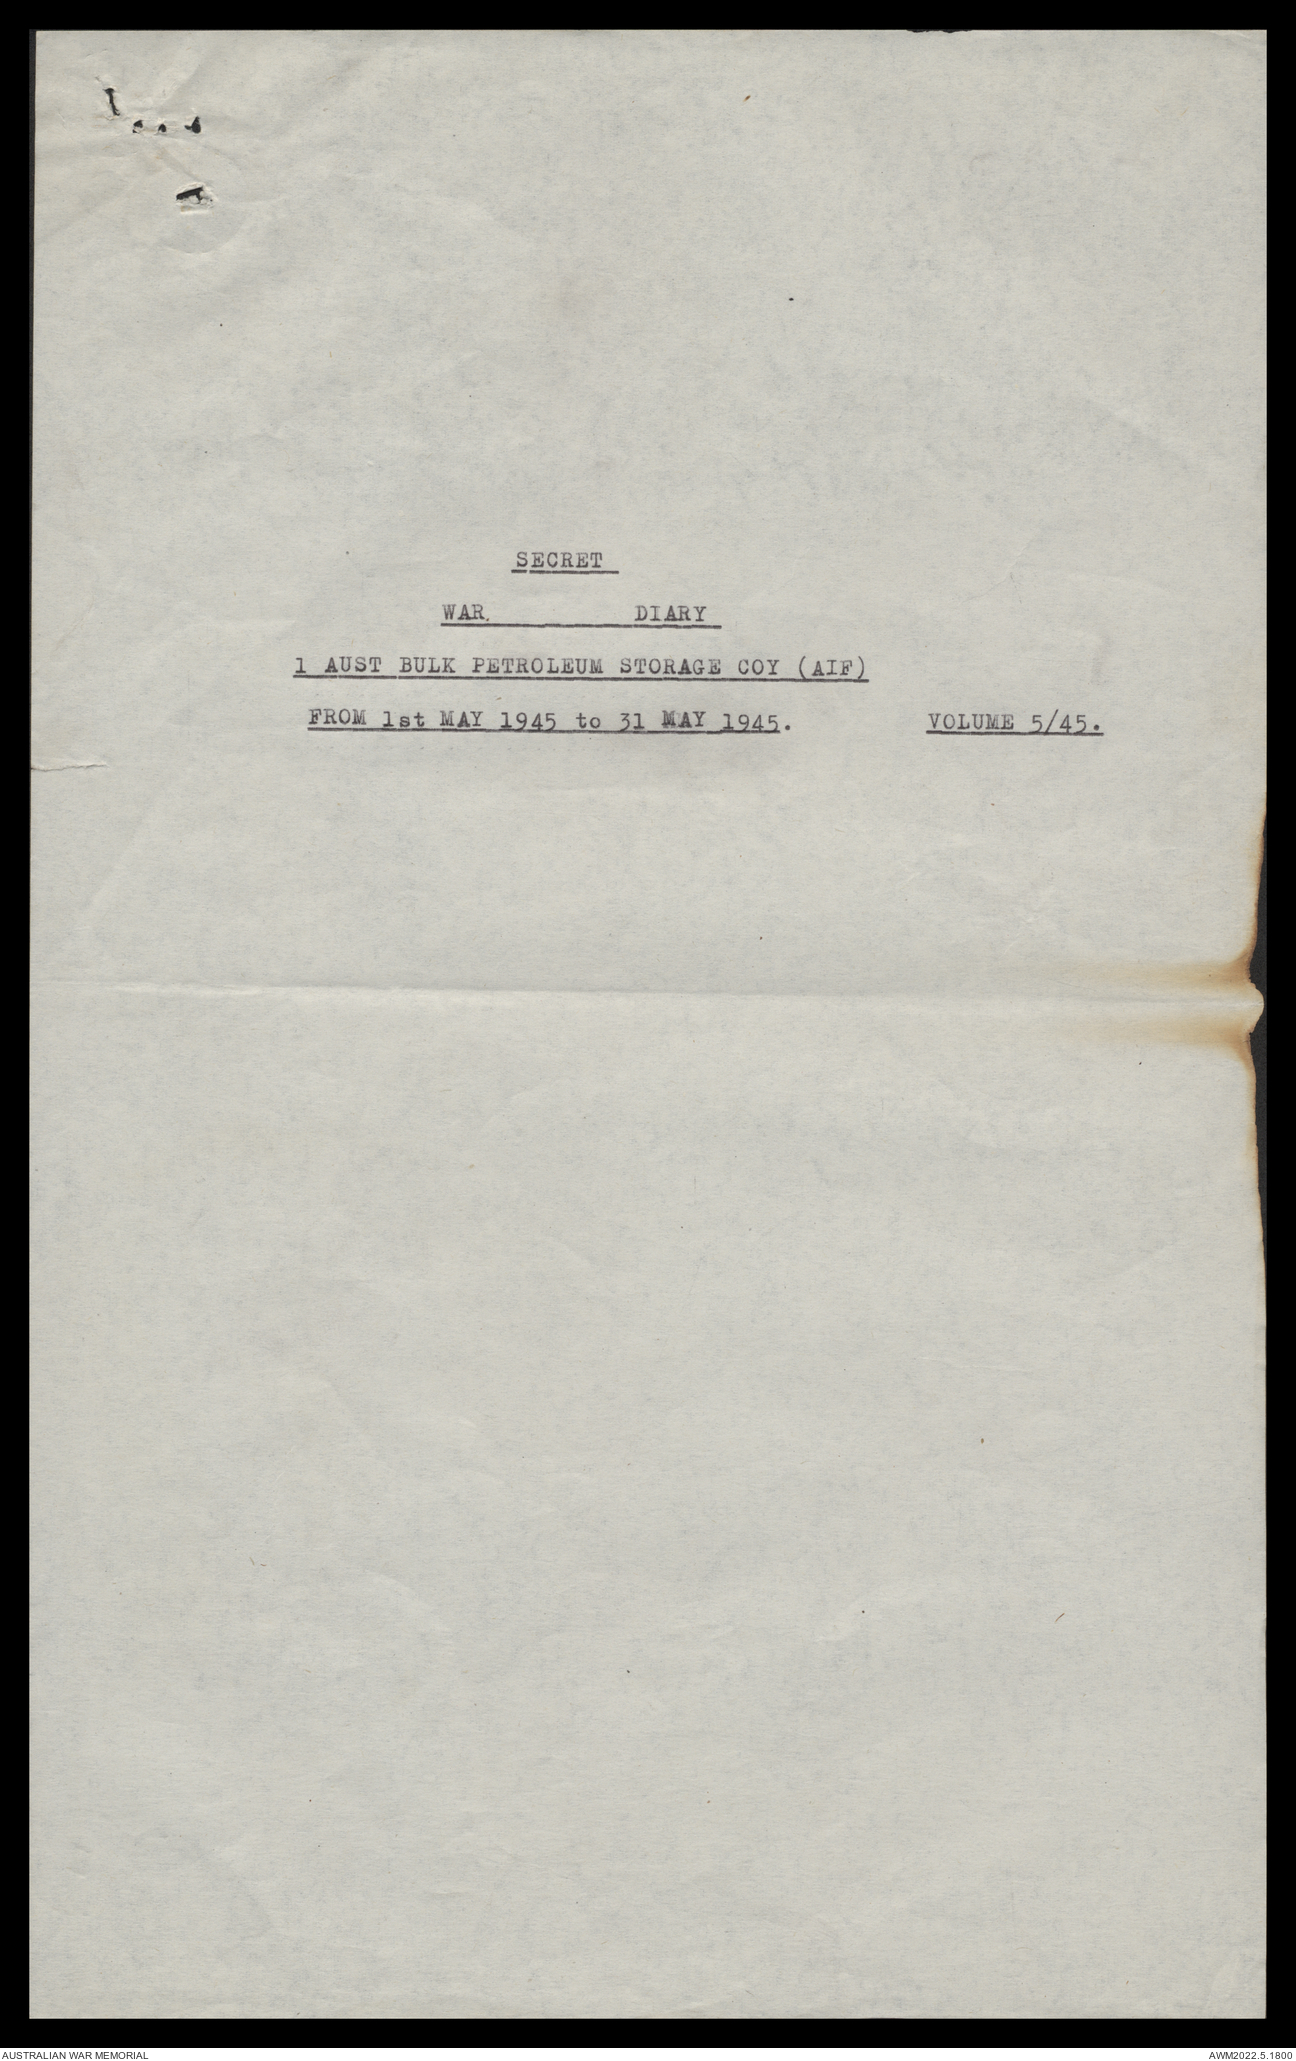 SECRET
WAR DIARY
1 AUST BULK PETROLEUM STORAGE COY (AIF)
FROM 1st MAY 1945 to 31 MAY 1945. VOLUME 5/45.
AUSTRALIAN WAR MEMORIAL AWM2022.5.1800